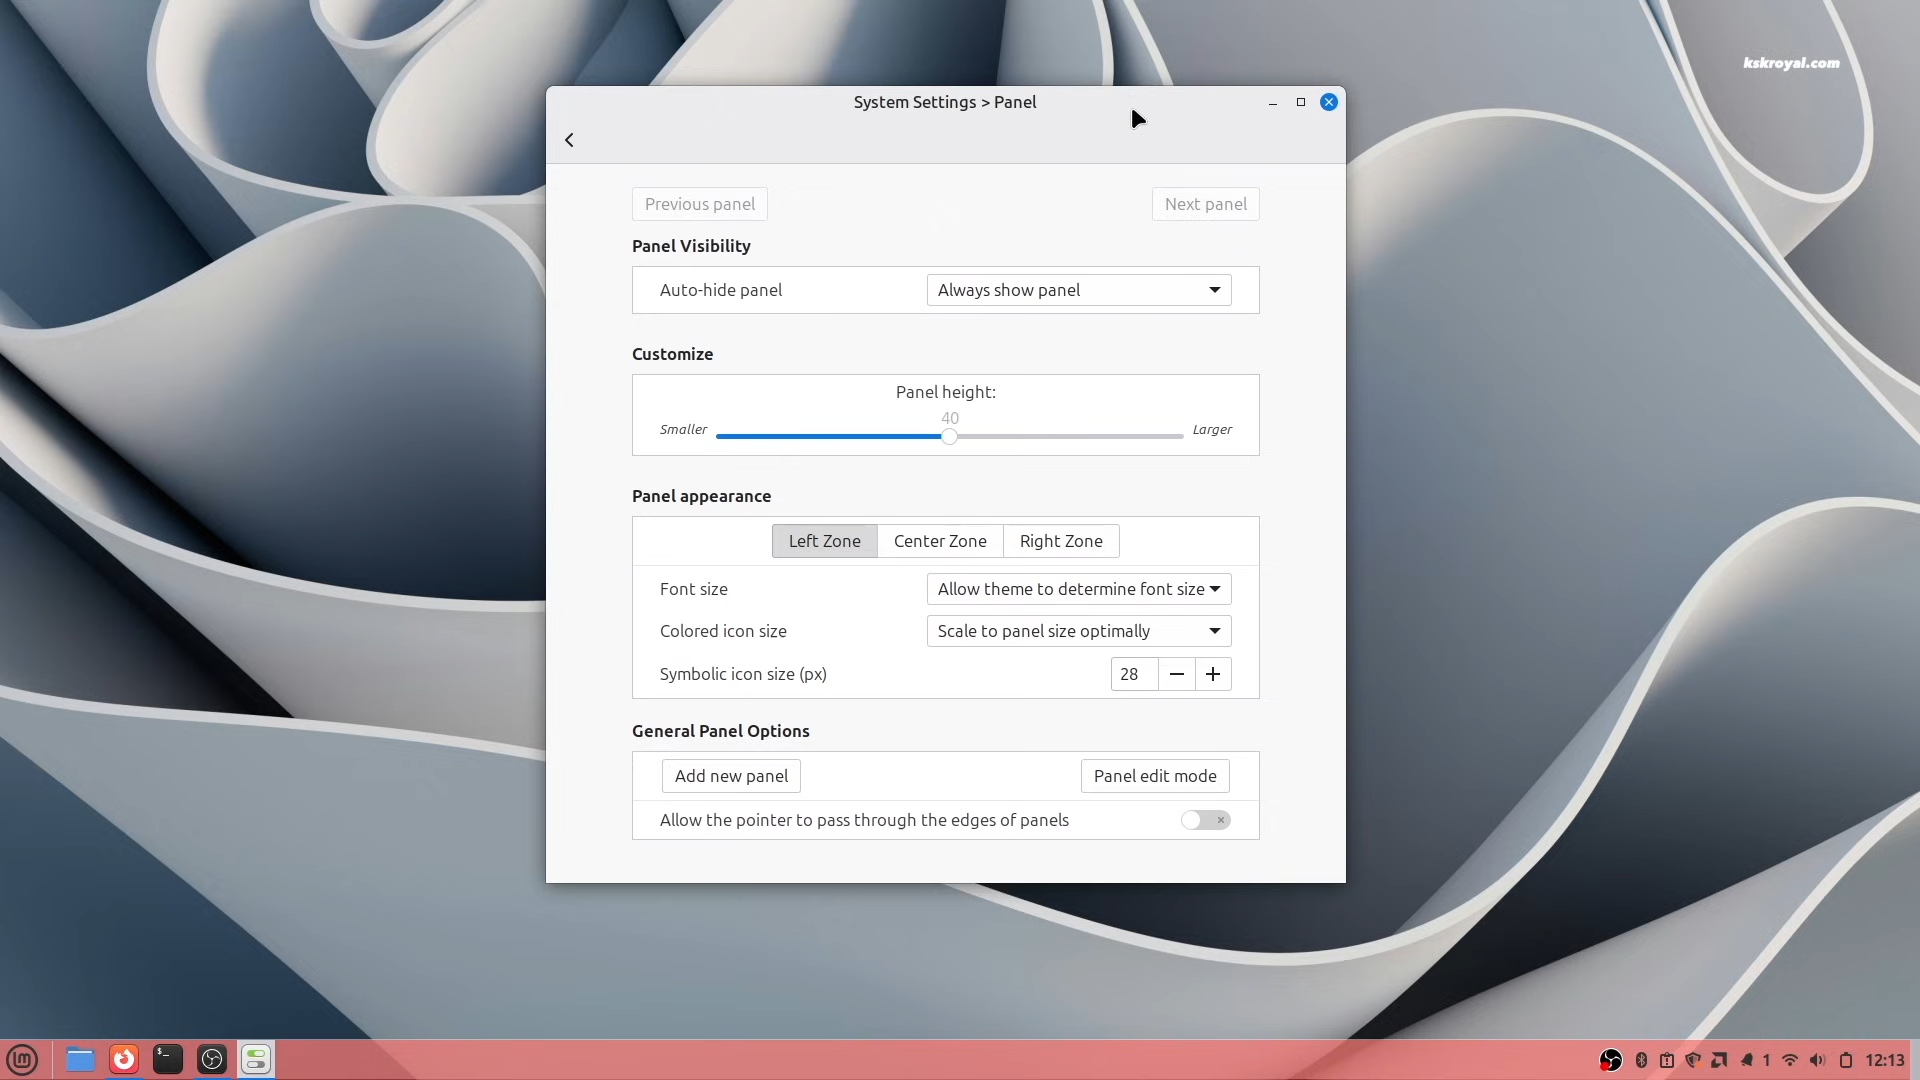 kskroyal.com
System Settings > Panel
Previous panel
Next panel
Panel Visibility
Auto-hide panel
Always show panel
Customize
Panel height:
40
Smaller
Larger
Panel appearance
Left Zone
Center Zone
Right Zone
Font size
Allow theme to determine font size
Colored icon size
Scale to panel size optimally
Symbolic icon size (px)
28
General Panel Options
Add new panel
Panel edit mode
Allow the pointer to pass through the edges of panels
1
12:13